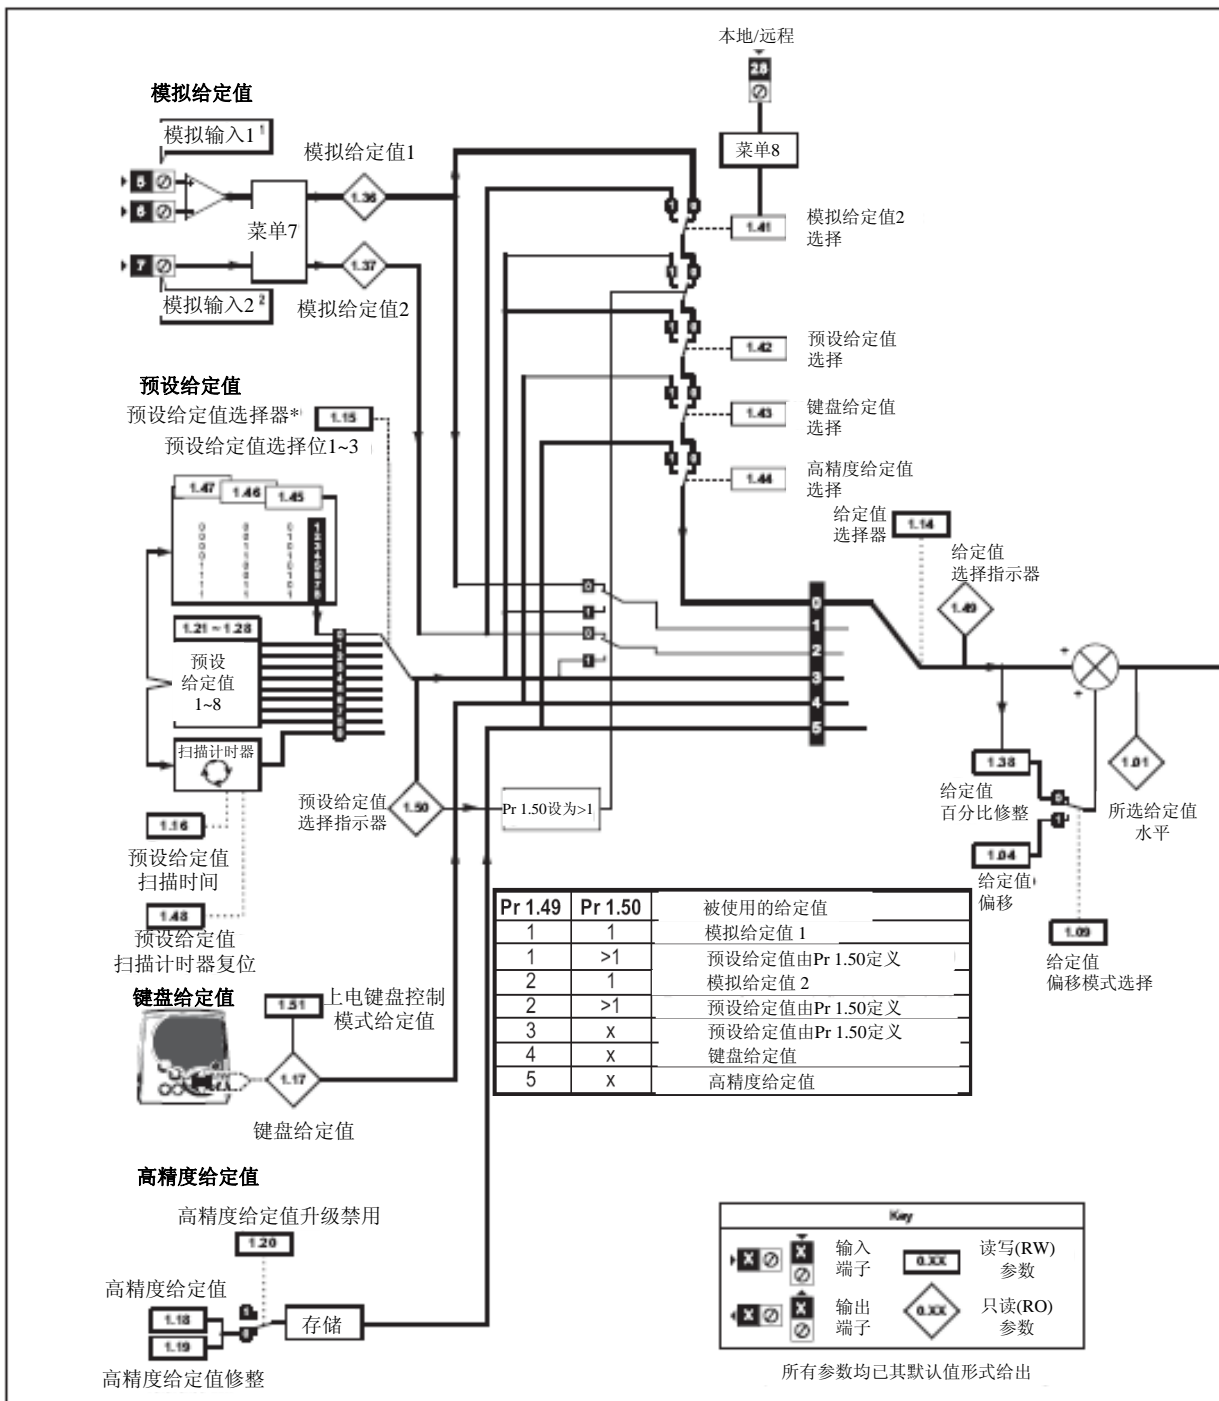 本地/远程
28
模拟给定值
模拟输入1 1
模拟给定值1
菜单8
5
6
菜单7
1.36
1.41
模拟给定值2
选择
7
1.37
模拟输入2 2
模拟给定值2
1.42
预设给定值
选择
预设给定值
预设给定值选择器*
1.15
1.43
键盘给定值
选择
预设给定值选择位1~3
1.44
高精度给定值
选择
1.47
1.46
1.45
给定值
选择器
1.14
给定值
选择指示器
1.49
0
1
2
3
4
5
1.21 ~ 1.28
预设
给定值
1~8
扫描计时器
预设给定值
选择指示器
1.50
Pr 1.50设为>1
1.38
给定值
百分比修整
1.01
所选给定值
水平
1.16
预设给定值
扫描时间
1.04
给定值
偏移
1.48
预设给定值
扫描计时器复位
1.09
给定值
偏移模式选择
Pr 1.49 Pr 1.50 被使用的给定值
1 1 模拟给定值 1
1 >1 预设给定值由Pr 1.50定义
2 1 模拟给定值 2
2 >1 预设给定值由Pr 1.50定义
3 x 预设给定值由Pr 1.50定义
4 x 键盘给定值
5 x 高精度给定值
键盘给定值
1.51
上电键盘控制
模式给定值
1.17
键盘给定值
高精度给定值
高精度给定值升级禁用
1.20
高精度给定值
1.18
1.19
存储
高精度给定值修整
Key
X
X
输入
端子
0.XX
读写(RW)
参数
X
X
输出
端子
0.XX
只读(RO)
参数
所有参数均已其默认值形式给出